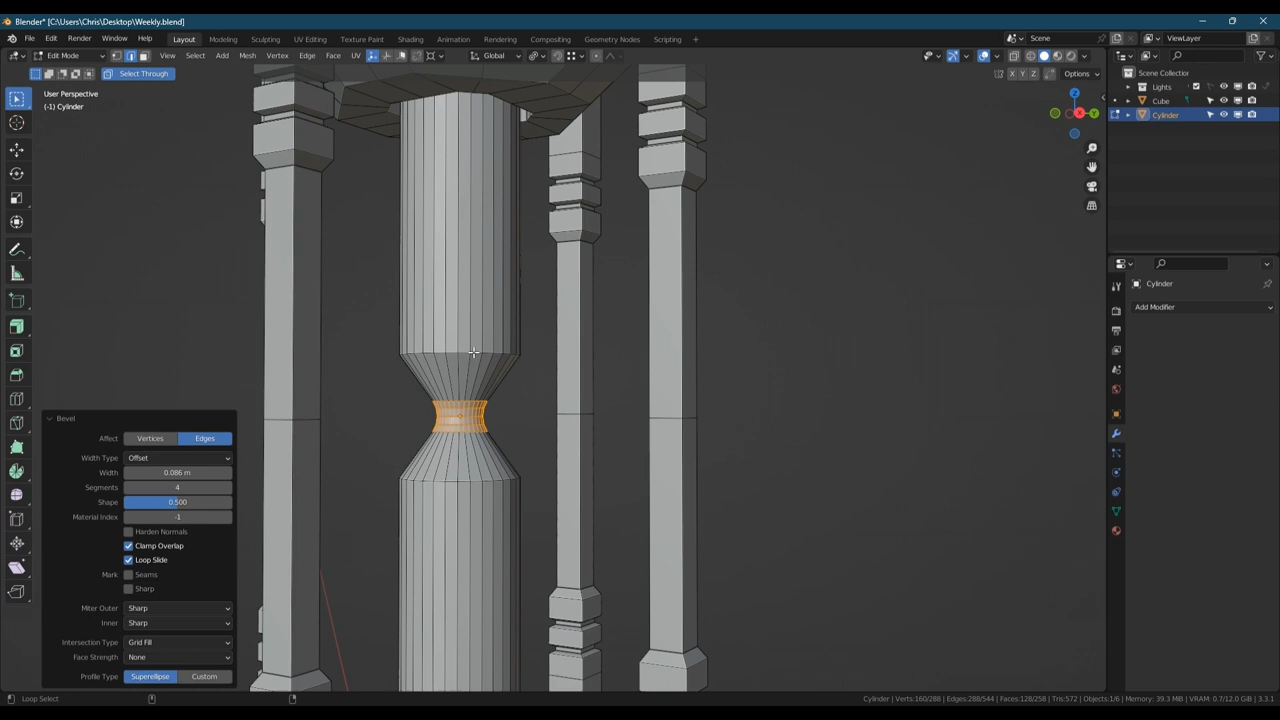 Blender* [C:\Users\Chris\Desktop\Weekly.blend]
File Edit Render Window Help Layout Modeling Sculpting UV Editing Texture Paint Shading Animation Rendering Compositing Geometry Nodes Scripting + Scene ViewLayer
Edit Mode View Select Add Mesh Vertex Edge Face UV Global
Select Through X Y Z Options
User Perspective
(-1) Cylinder
Scene Collection
Lights
Cube
Cylinder
Z
X
Y
Cylinder
Add Modifier
Bevel
Affect Vertices Edges
Width Type Offset
Width 0.086 m
Segments 4
Shape 0.500
Material Index -1
Harden Normals
Clamp Overlap
Loop Slide
Mark Seams
Sharp
Miter Outer Sharp
Inner Sharp
Intersection Type Grid Fill
Face Strength None
Profile Type Superellipse Custom
Loop Select Cylinder | Verts:160/288 | Edges:288/544 | Faces:128/258 | Tris:572 | Objects:1/6 | Memory: 39.3 MiB | VRAM: 0.7/12.0 GiB | 3.3.1